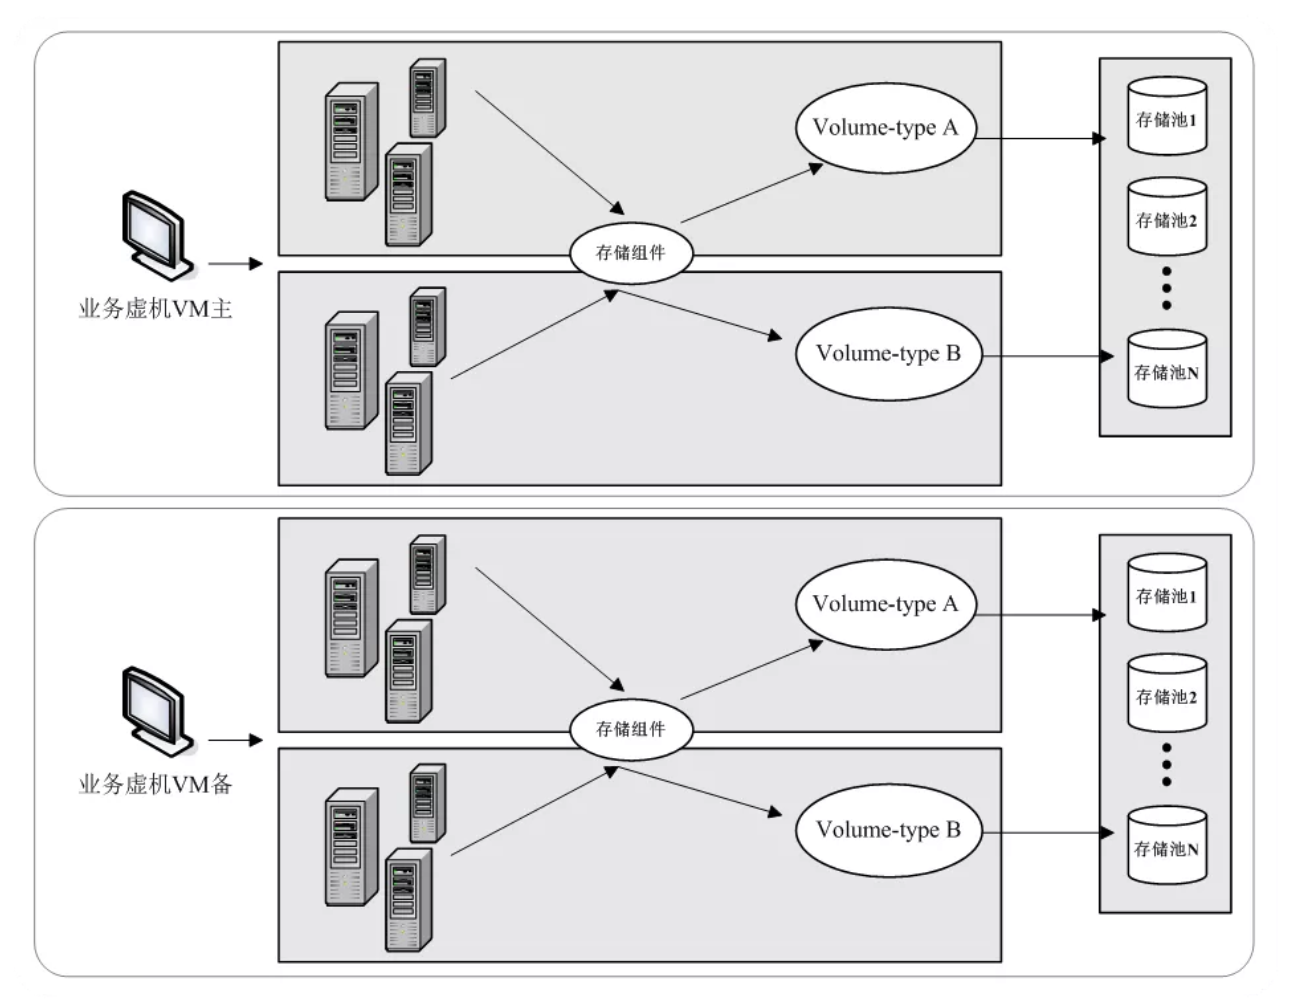 Volume-type A
存储池1
存储池2
存储组件
业务虚机VM主
Volume-type B
存储池N
Volume-type A
存储池1
存储池2
存储组件
业务虚机VM备
Volume-type B
存储池N